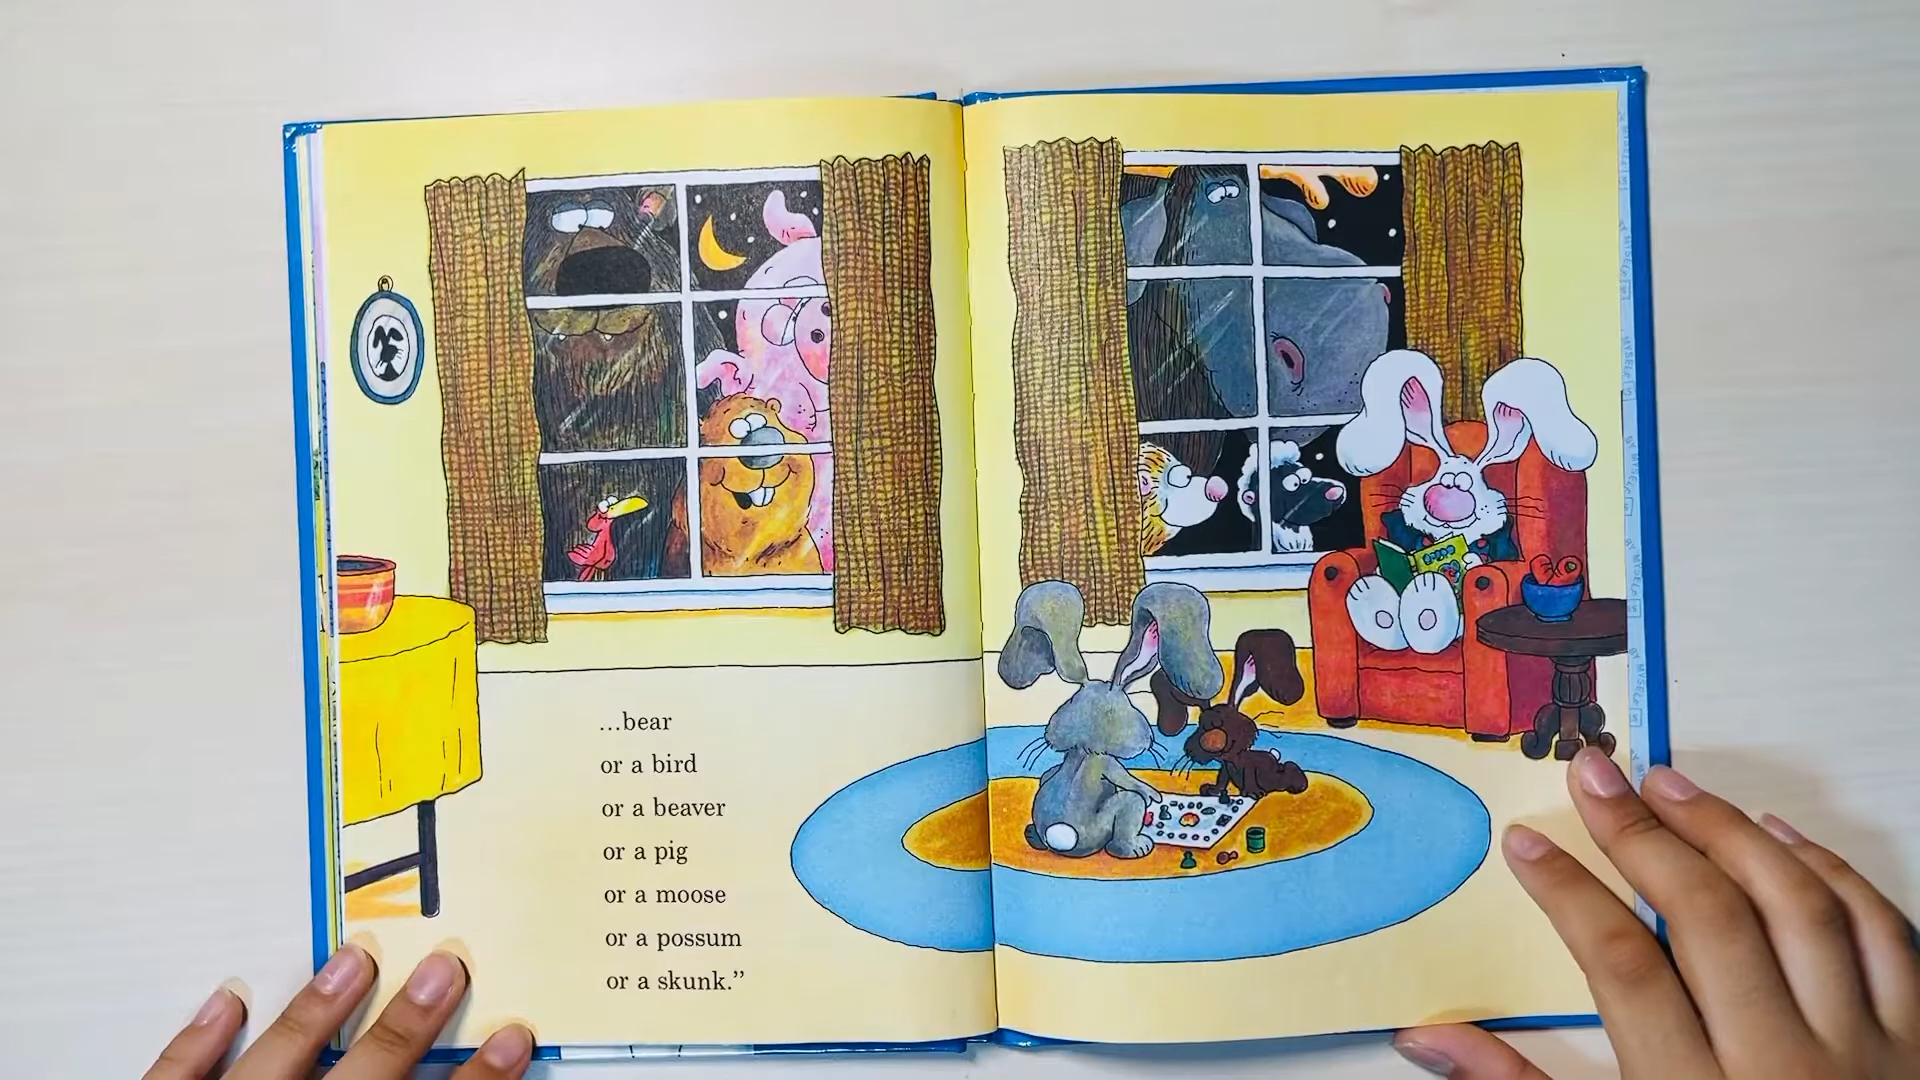 ...bear
or a bird
or a beaver
or a pig
or a moose
or a possum
or a skunk.”